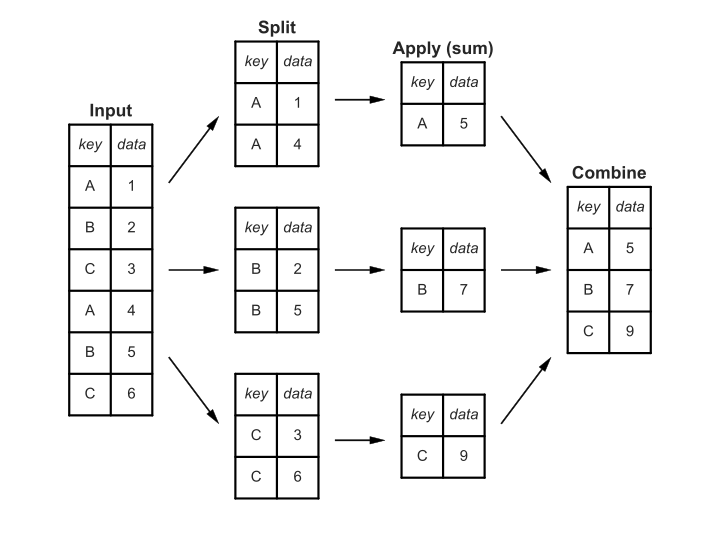 Input
key data
A 1
B 2
C 3
A 4
B 5
C 6
Split
key data
A 1
A 4
key data
B 2
B 5
key data
C 3
C 6
Apply (sum)
key data
A 5
key data
B 7
key data
C 9
Combine
key data
A 5
B 7
C 9